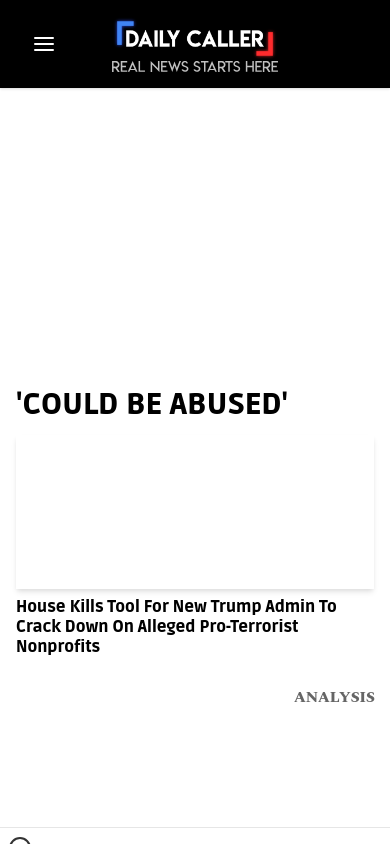 DAILY CALLER
REAL NEWS STARTS HERE
'COULD BE ABUSED'
House Kills Tool For New Trump Admin To
Crack Down On Alleged Pro-Terrorist
Nonprofits
ANALYSIS